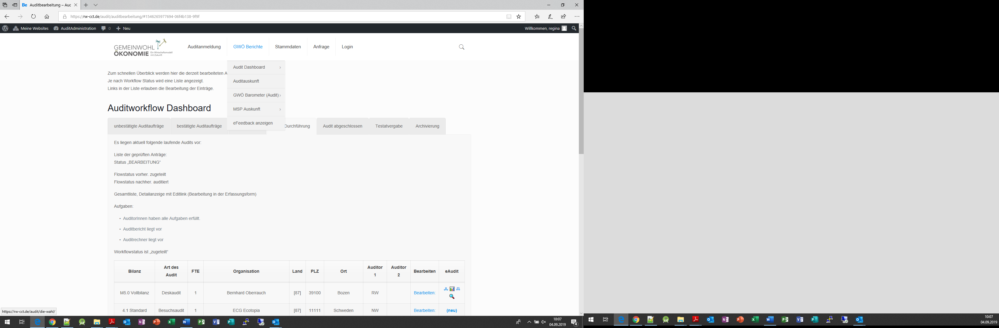 Auditbearbeitung – Auc
https://rw-cct.de/audit/auditbearbeitung/#1546265977694-06f4b138-9f9f
Meine Websites AuditAdministration 0 Neu Willkommen, regina
GEMEINWOHL
ÖKONOMIE Ein Wirtschaftsmodell mit Zukunft
Auditanmeldung GWÖ Berichte Stammdaten Anfrage Login
Audit Dashboard
Auditauskunft
GWÖ Barometer (Audit)
MSP Auskunft
eFeedback anzeigen
Zum schnellen Überblick werden hier die derzeit bearbeiteten A
Je nach Workflow Status wird eine Liste angezeigt.
Links in der Liste erlauben die Bearbeitung der Einträge.
Auditworkflow Dashboard
unbestätigte Auditaufträge bestätigte Auditaufträge Durchführung Audit abgeschlossen Testatvergabe Archivierung
Es liegen aktuell folgende laufende Audits vor:
Liste der geprüften Anträge:
Status „BEARBEITUNG“
Flowstatus vorher. zugeteilt
Flowstatus nachher. auditiert
Gesamtliste, Detailanzeige mit Editlink (Bearbeitung in der Erfassungsform)
Aufgaben:
• AuditorInnen haben alle Aufgaben erfüllt.
• Auditbericht liegt vor
• Auditrechner liegt vor
Workflowstatus ist „zugeteilt“
Bilanz Art des Audit FTE Organisation Land PLZ Ort Auditor 1 Auditor 2 Bearbeiten eAudit
M5.0 Vollbilanz Deskaudit 1 Bernhard Oberrauch [87] 39100 Bozen RW Bearbeiten:
4.1 Standard Besuchsaudit 1 ECG Ecotopia [87] 11111 Schweden NW Bearbeiten: (neu)
https://rw-cct.de/audit/die-wahl/
10:07
04.09.2019
4
10:07
04.09.2019